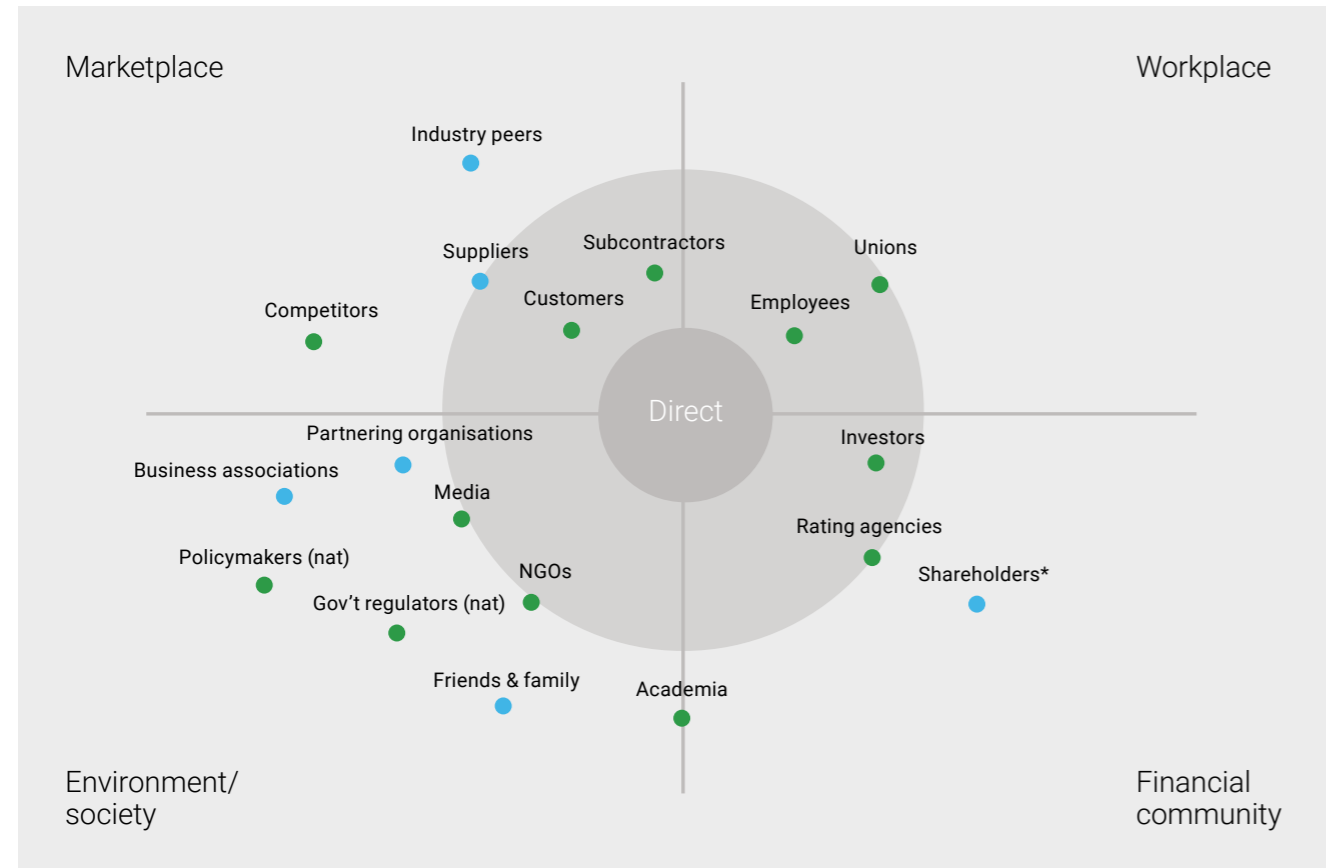 Marketplace
Workplace
Industry peers
Subcontractors
Unions
Suppliers
Customers
Employees
Competitors
Direct
Partnering organisations
Investors
Business associations
Media
Rating agencies
Policymakers (nat)
NGOs
Shareholders*
Gov’t regulators (nat)
Friends & family
Academia
Environment/
society
Financial
community